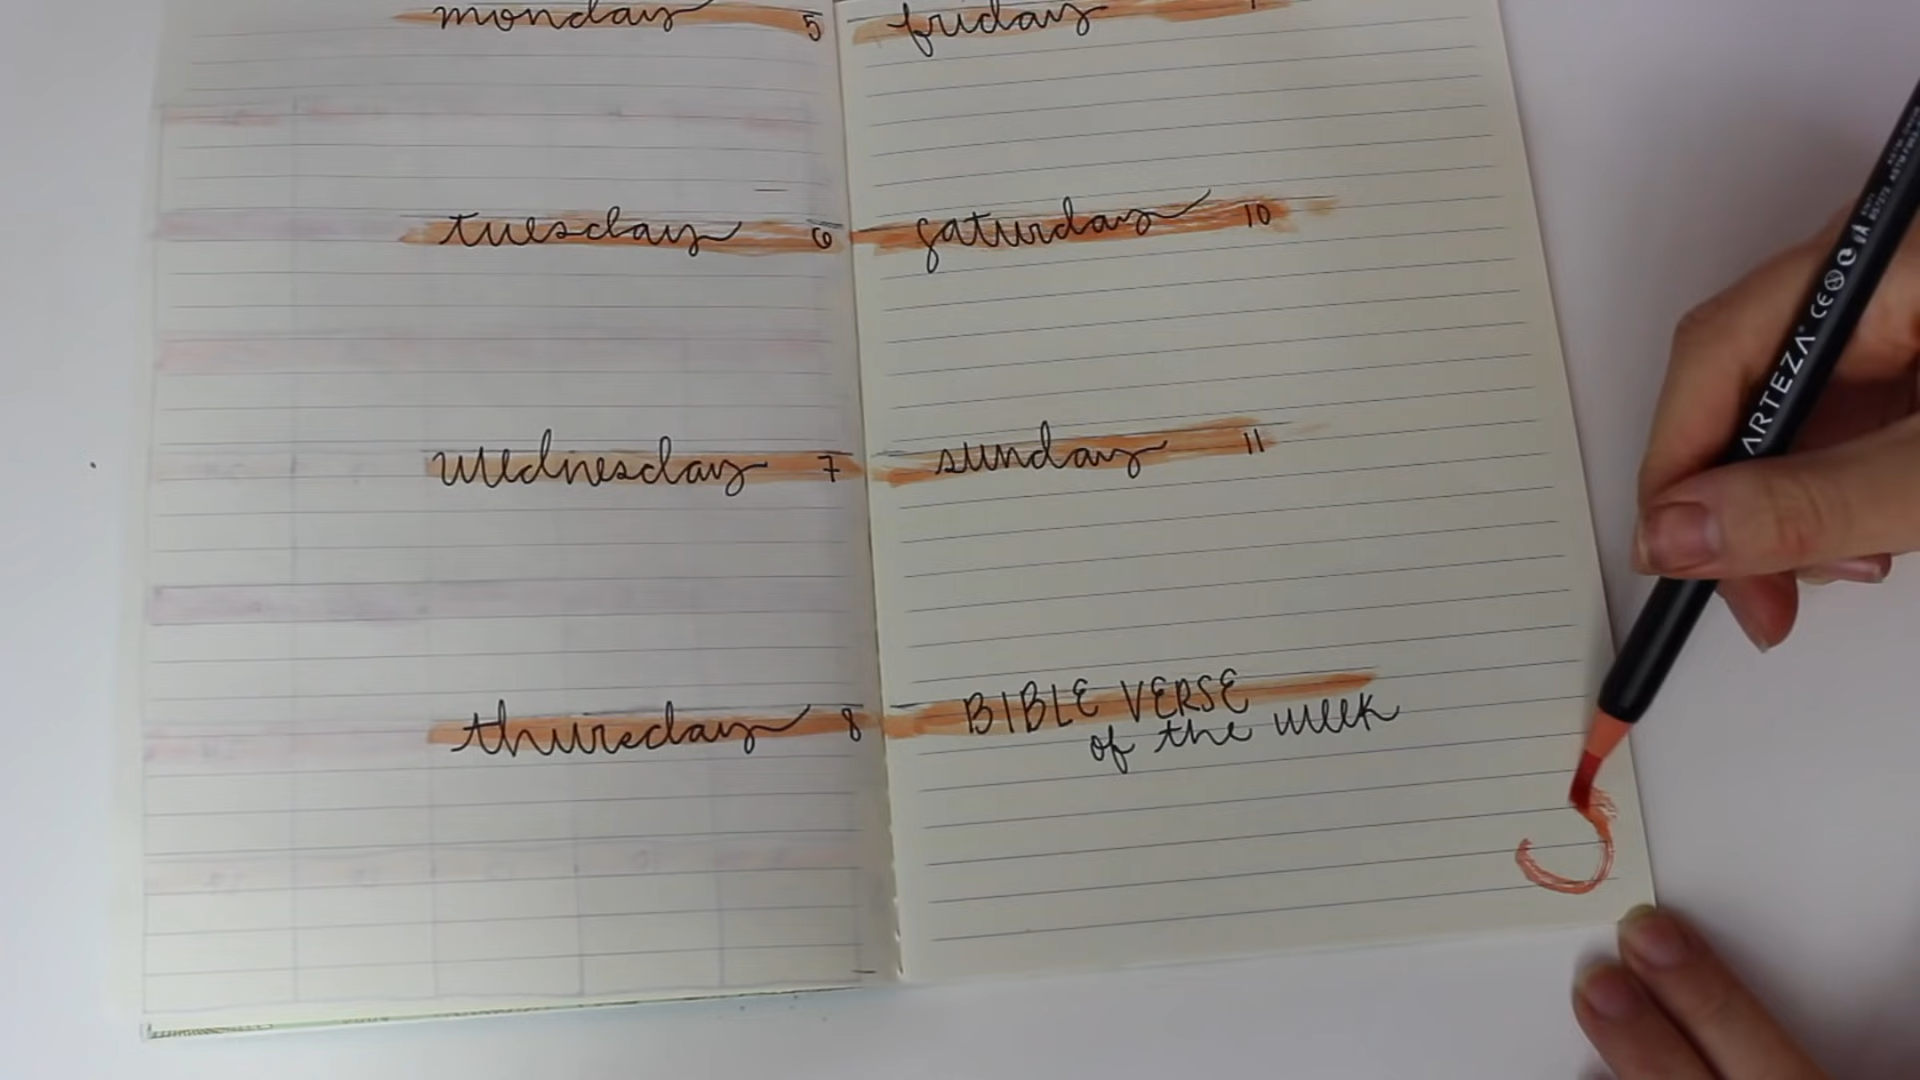 monday 5
tuesday 6
wednesday 7
thursday 8
friday
saturday 10
sunday 11
BIBLE VERSE
of the week
ARTEZA CE